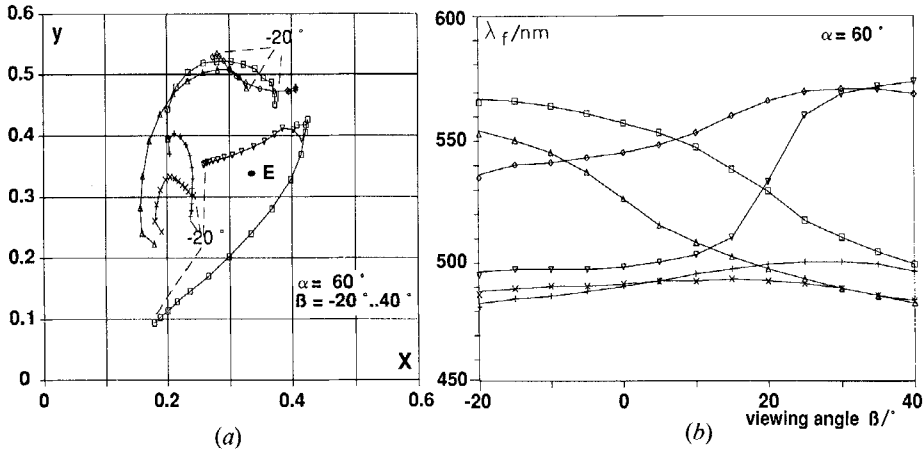 0.6
y
-20°
0.5
0.4
E
0.3
-20°
0.2
α = 60°
ß = -20°..40°
0.1
X
0
0
0.2
0.4
0.6
(a)
600
λf/nm
α = 60°
550
500
450
-20
0
20
40
viewing angle ß/°
(b)